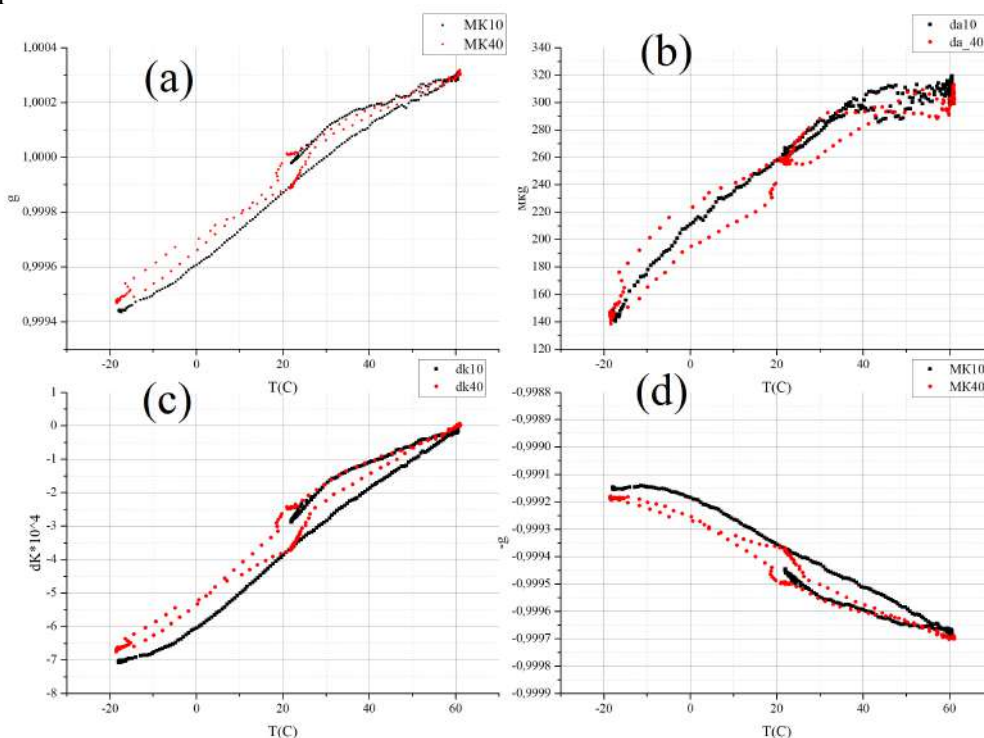 MK10
MK40
(a)
1,0004
1,0002
1,0000
0,9998
0,9996
0,9994
g
-20 0 20 40 60
T(C)
da10
da_40
(b)
340
320
300
280
260
240
220
200
180
160
140
120
мкg
-20 0 20 40 60
T(C)
dk10
dk40
(c)
1
0
-1
-2
-3
-4
-5
-6
-7
-8
dK*10^4
-20 0 20 40 60
T(C)
MK10
MK40
(d)
-0,9988
-0,9989
-0,9990
-0,9991
-0,9992
-0,9993
-0,9994
-0,9995
-0,9996
-0,9997
-0,9998
-0,9999
-g
-20 0 20 40 60
T(C)